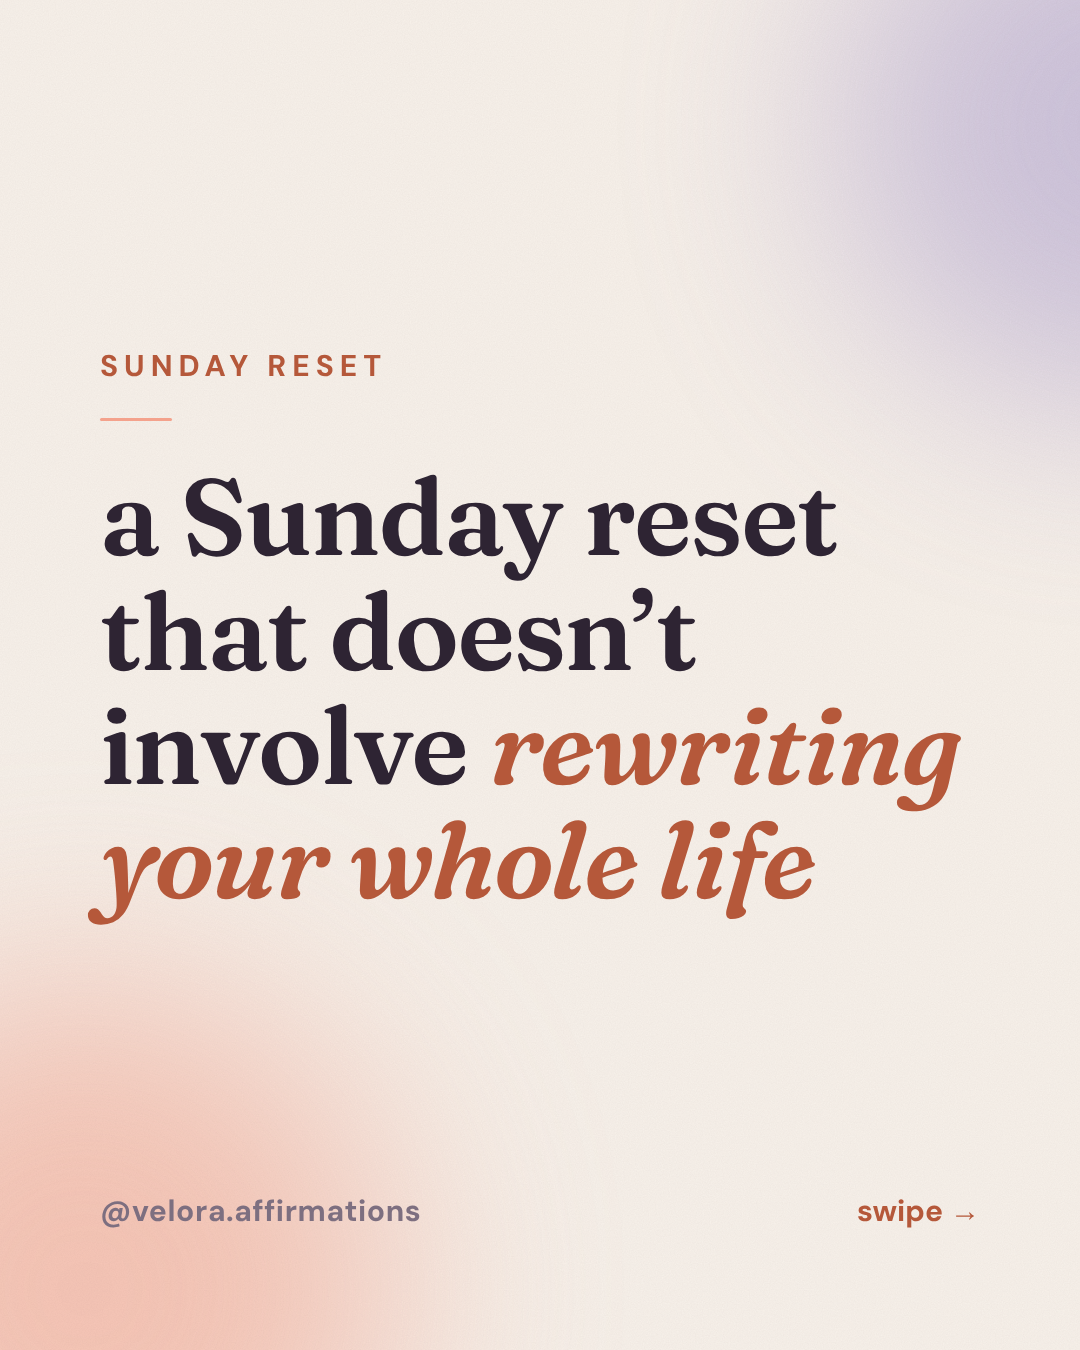 SUNDAY RESET
a Sunday reset
that doesn’t
involve rewriting
your whole life
@velora.affirmations
swipe →